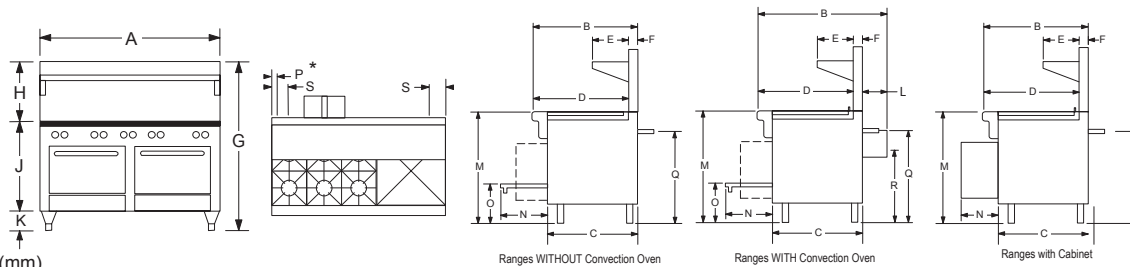 A
H
J
K
G
(mm)
P *
S
S
B
E
F
D
M
Q
O
N
C
Ranges WITHOUT Convection Oven
B
E
F
D
L
M
Q
R
O
N
C
Ranges WITH Convection Oven
B
E
F
D
M
N
C
Ranges with Cabinet